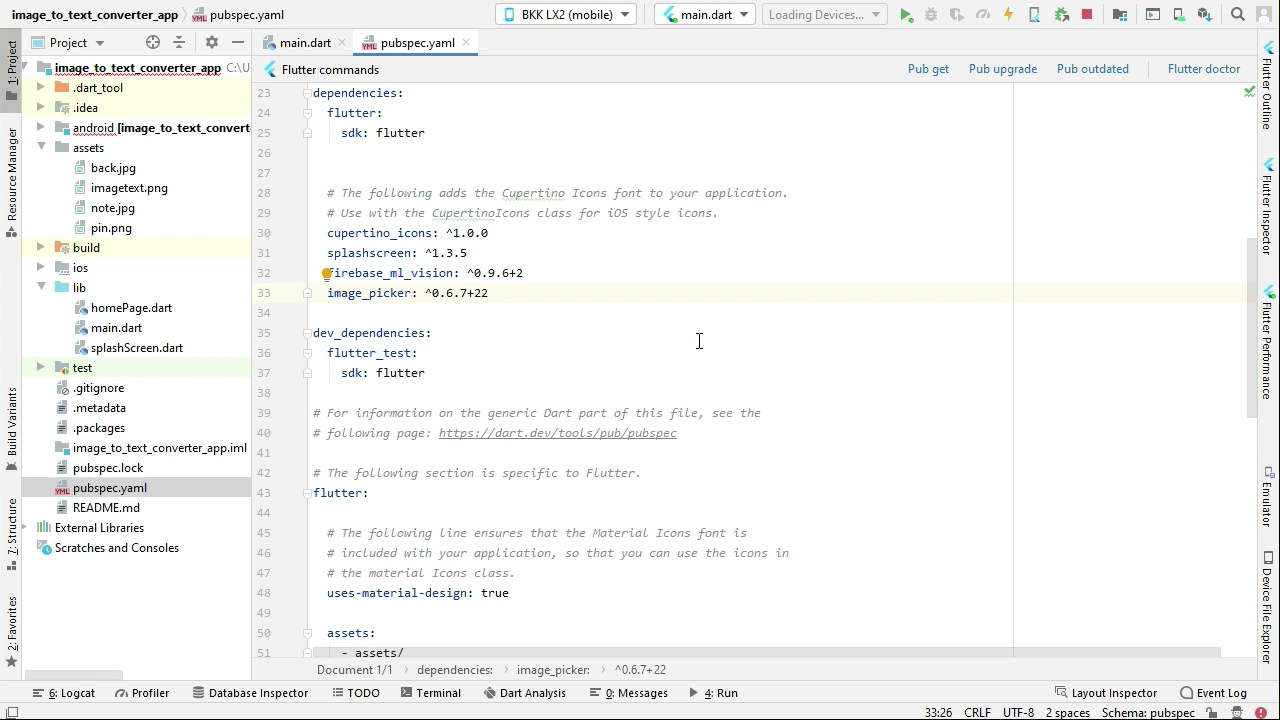 image_to_text_converter_app
pubspec.yaml
BKK LX2 (mobile)
main.dart
Loading Devices...
1: Project
Resource Manager
Build Variants
Z: Structure
2: Favorites
Project
image_to_text_converter_app C:\U
.dart_tool
.idea
android [image_to_text_convert
assets
back.jpg
imagetext.png
note.jpg
pin.png
build
ios
lib
homePage.dart
main.dart
splashScreen.dart
test
.gitignore
.metadata
.packages
image_to_text_converter_app.iml
pubspec.lock
pubspec.yaml
README.md
External Libraries
Scratches and Consoles
main.dart
pubspec.yaml
Flutter commands
Pub get
Pub upgrade
Pub outdated
Flutter doctor
23 dependencies:
24 flutter:
25 sdk: flutter
26
27
28 # The following adds the Cupertino Icons font to your application.
29 # Use with the CupertinoIcons class for iOS style icons.
30 cupertino_icons: ^1.0.0
31 splashscreen: ^1.3.5
32 firebase_ml_vision: ^0.9.6+2
33 image_picker: ^0.6.7+22
34
35 dev_dependencies:
36 flutter_test:
37 sdk: flutter
38
39 # For information on the generic Dart part of this file, see the
40 # following page: https://dart.dev/tools/pub/pubspec
41
42 # The following section is specific to Flutter.
43 flutter:
44
45 # The following line ensures that the Material Icons font is
46 # included with your application, so that you can use the icons in
47 # the material Icons class.
48 uses-material-design: true
49
50 assets:
51 - assets/
Document 1/1 › dependencies: › image_picker: › ^0.6.7+22
Flutter Outline
Flutter Inspector
Flutter Performance
Emulator
Device File Explorer
6: Logcat
Profiler
Database Inspector
TODO
Terminal
Dart Analysis
0: Messages
4: Run
Layout Inspector
Event Log
33:26 CRLF UTF-8 2 spaces Schema: pubspec